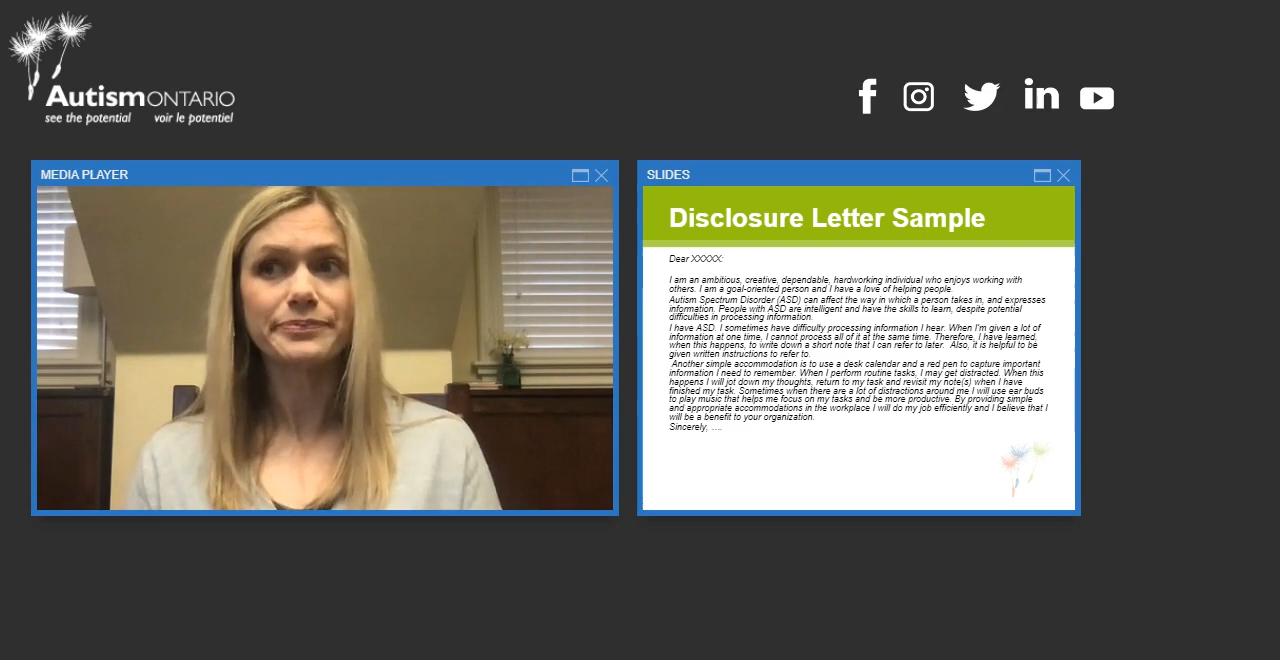 Autism ONTARIO
see the potential voir le potentiel
MEDIA PLAYER
SLIDES
Disclosure Letter Sample
Dear XXXXX:
I am an ambitious, creative, dependable, hardworking individual who enjoys working with
others. I am a goal-oriented person and I have a love of helping people.
Autism Spectrum Disorder (ASD) can affect the way in which a person takes in, and expresses
information. People with ASD are intelligent and have the skills to learn, despite potential
difficulties in processing information.
I have ASD. I sometimes have difficulty processing information I hear. When I'm given a lot of
information at one time, I cannot process all of it at the same time. Therefore, I have learned,
when this happens, to write down a short note that I can refer to later. Also, it is helpful to be
given written instructions to refer to.
Another simple accommodation is to use a desk calendar and a red pen to capture important
information I need to remember. When I perform routine tasks, I may get distracted. When this
happens I will jot down my thoughts, return to my task and revisit my note(s) when I have
finished my task. Sometimes when there are a lot of distractions around me I will use ear buds
to play music that helps me focus on my tasks and be more productive. By providing simple
and appropriate accommodations in the workplace I will do my job efficiently and I believe that I
will be a benefit to your organization.
Sincerely, ....